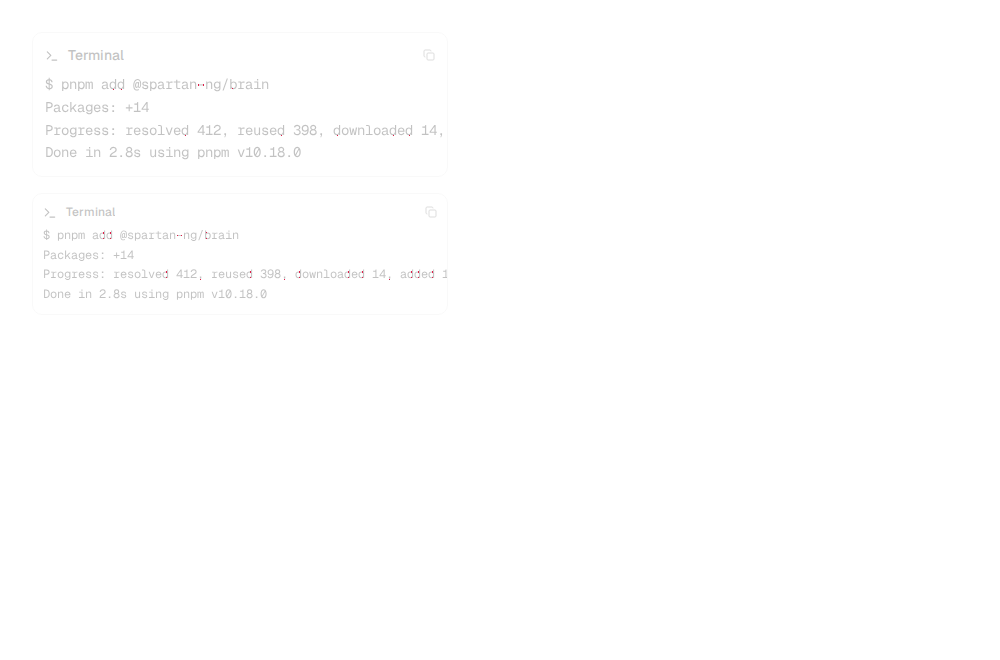 Terminal
$ pnpm add @spartan-ng/brain
Packages: +14
Progress: resolved 412, reused 398, downloaded 14,
Done in 2.8s using pnpm v10.18.0
Terminal
$ pnpm add @spartan-ng/brain
Packages: +14
Progress: resolved 412, reused 398, downloaded 14, added 1
Done in 2.8s using pnpm v10.18.0